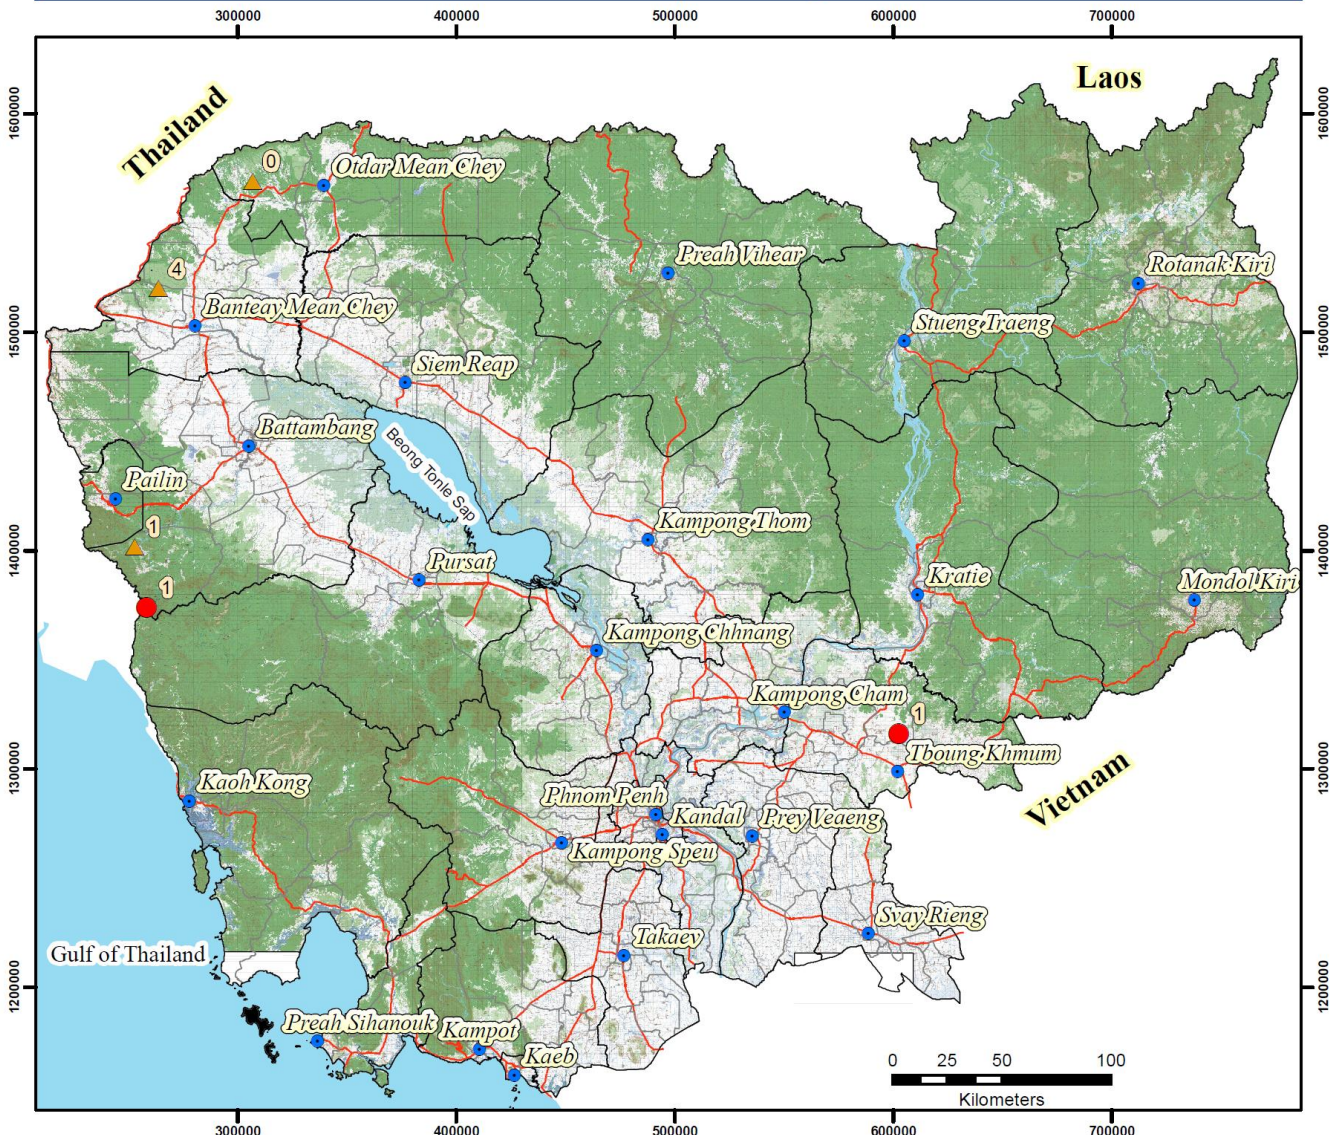 300000 400000 500000 600000 700000
Laos
Thailand
1600000 1600000
0
Otdar Mean Chey
Preah Vihear
Rotanak Kiri
4
Banteay Mean Chey
Stueng Traeng
1500000 1500000
Siem Reap
Battambang
Beong Tonle Sap
Pailin
1
Kampong Thom
1400000 1400000
Pursat
Kratie
Mondol Kiri
1
Kampong Chhnang
Kampong Cham
1
Tboung Khmum
1300000 1300000
Vietnam
Kaoh Kong
Phnom Penh
Kandal
Prey Veaeng
Kampong Speu
Svay Rieng
Takaev
Gulf of Thailand
1200000 1200000
Preah Sihanouk
Kampot
Kaeb
0 25 50 100
Kilometers
300000 400000 500000 600000 700000